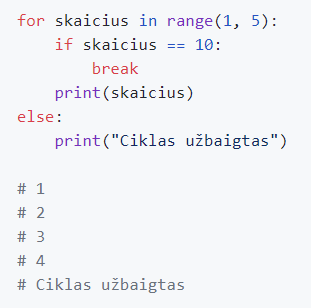 for skaicius in range(1, 5):
    if skaicius == 10:
        break
    print(skaicius)
else:
    print("Ciklas užbaigtas")

# 1
# 2
# 3
# 4
# Ciklas užbaigtas